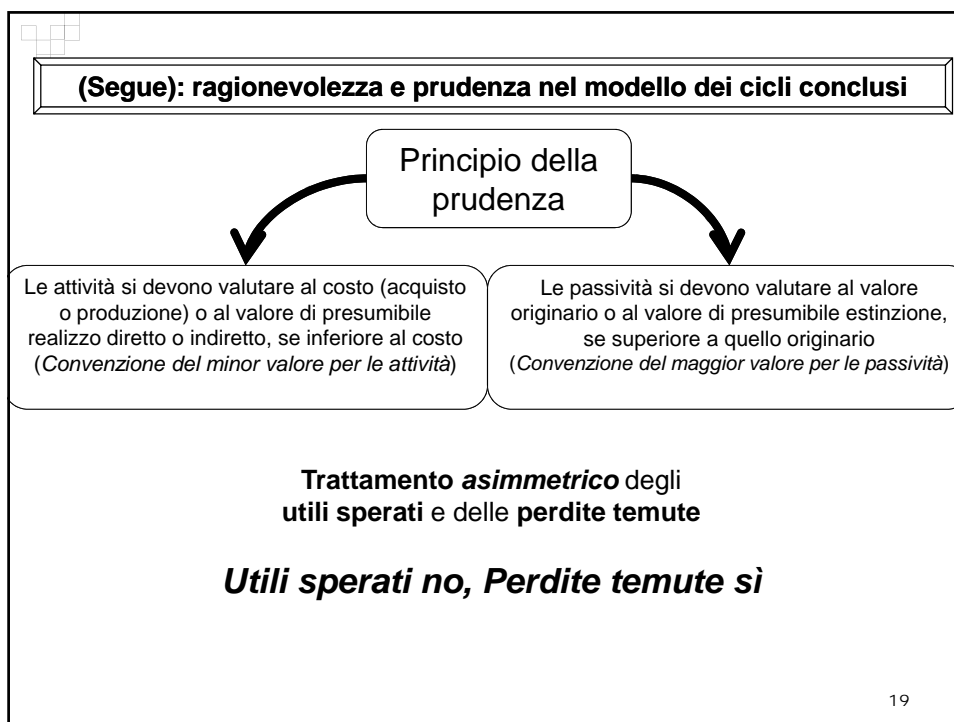 (Segue): ragionevolezza e prudenza nel modello dei cicli conclusi
Principio della
prudenza
Le attività si devono valutare al costo (acquisto
o produzione) o al valore di presumibile
realizzo diretto o indiretto, se inferiore al costo
(Convenzione del minor valore per le attività)
Le passività si devono valutare al valore
originario o al valore di presumibile estinzione,
se superiore a quello originario
(Convenzione del maggior valore per le passività)
Trattamento asimmetrico degli
utili sperati e delle perdite temute
Utili sperati no, Perdite temute sì
19